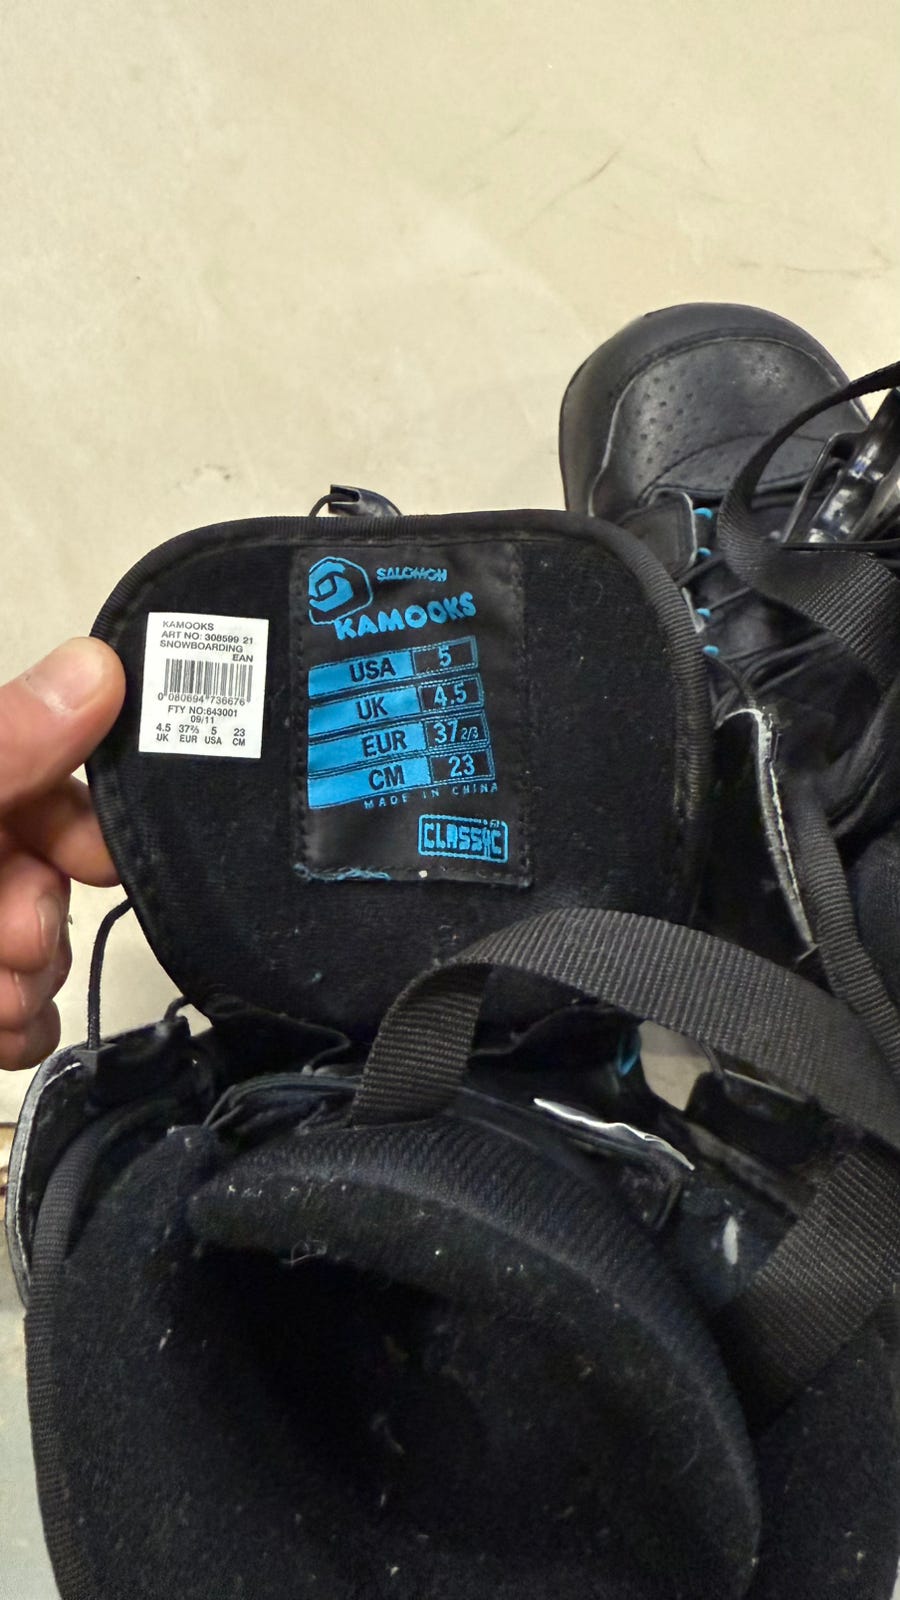 KAMOOKS
ART NO: 308599 21
SNOWBOARDING
EAN
0 080694 736676
FTY NO:643001
09/11
4.5 37⅔ 5 23
UK EUR USA CM
SALOMON
KAMOOKS
USA 5
UK 4.5
EUR 37 2/3
CM 23
MADE IN CHINA
FIT
CLASSIC